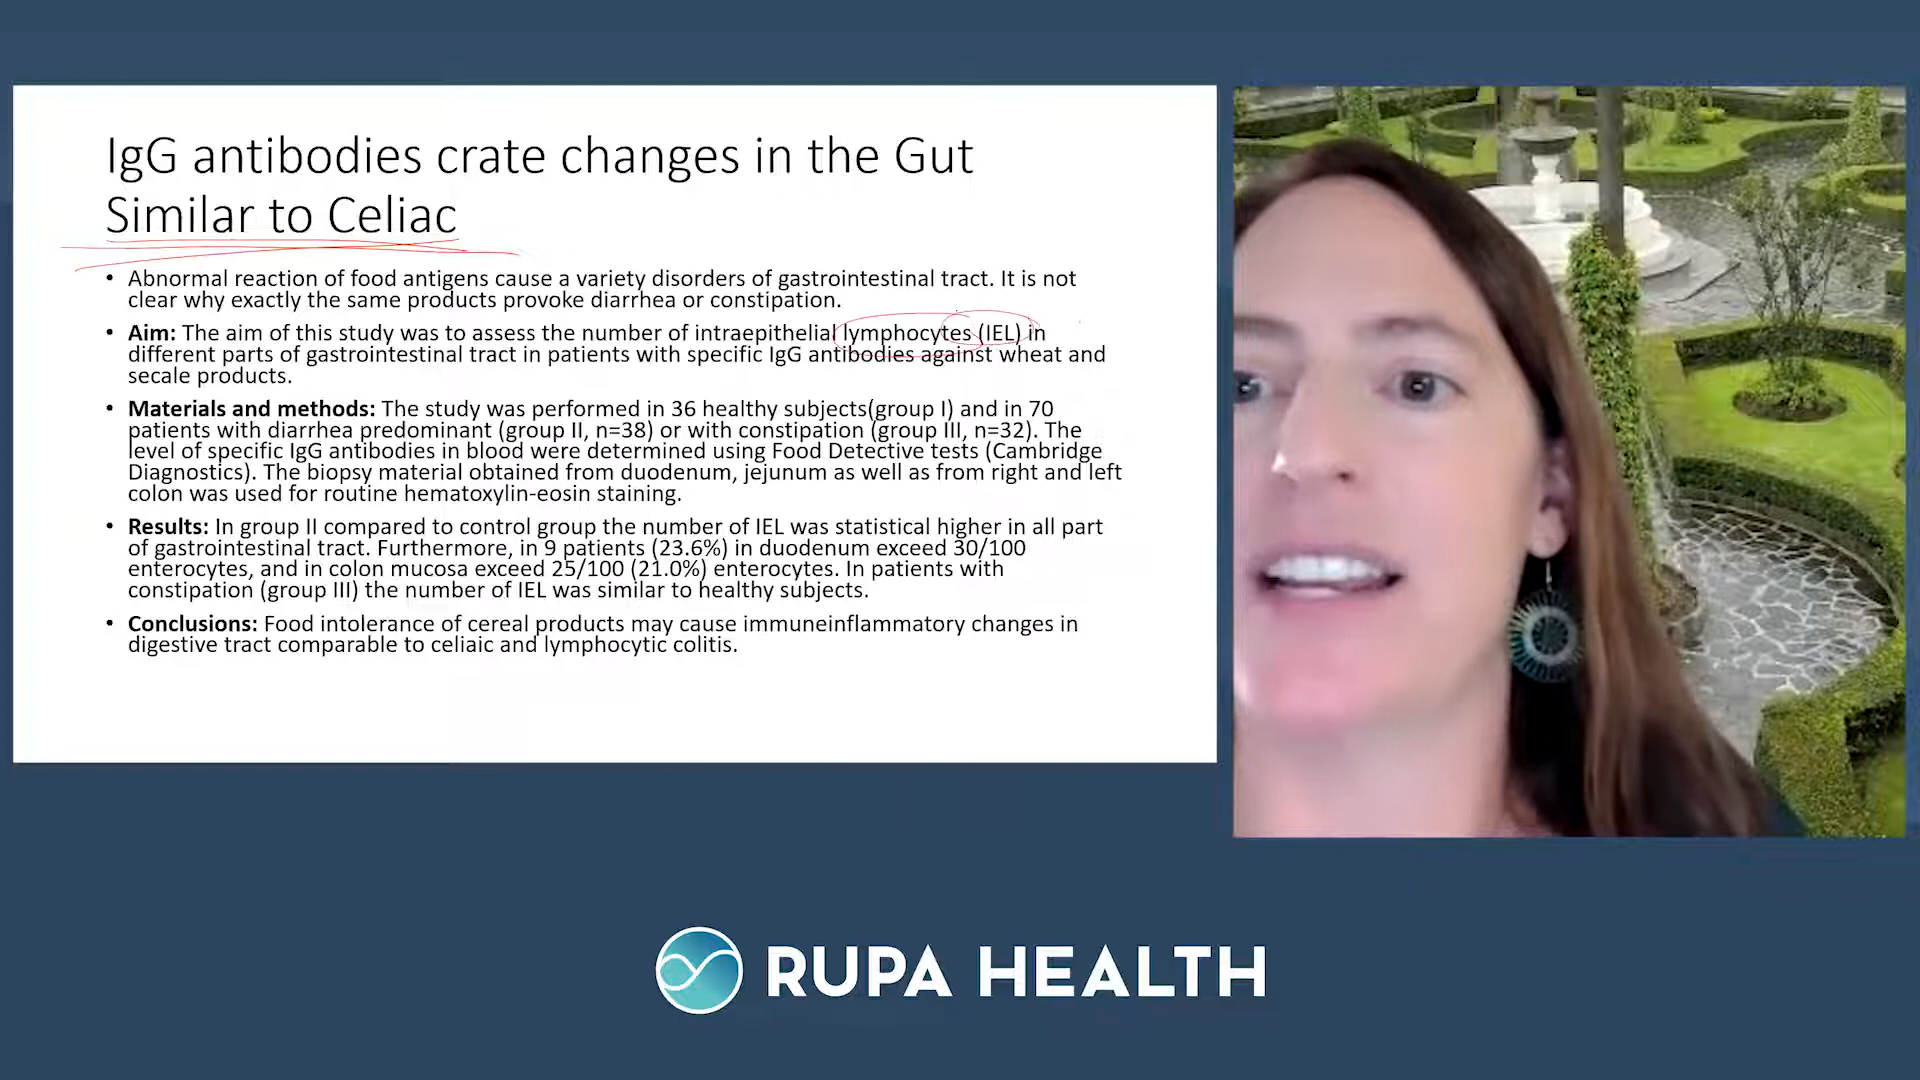 IgG antibodies crate changes in the Gut
Similar to Celiac
• Abnormal reaction of food antigens cause a variety disorders of gastrointestinal tract. It is not
clear why exactly the same products provoke diarrhea or constipation.
• Aim: The aim of this study was to assess the number of intraepithelial lymphocytes (IEL) in
different parts of gastrointestinal tract in patients with specific IgG antibodies against wheat and
secale products.
• Materials and methods: The study was performed in 36 healthy subjects(group I) and in 70
patients with diarrhea predominant (group II, n=38) or with constipation (group III, n=32). The
level of specific IgG antibodies in blood were determined using Food Detective tests (Cambridge
Diagnostics). The biopsy material obtained from duodenum, jejunum as well as from right and left
colon was used for routine hematoxylin-eosin staining.
• Results: In group II compared to control group the number of IEL was statistical higher in all part
of gastrointestinal tract. Furthermore, in 9 patients (23.6%) in duodenum exceed 30/100
enterocytes, and in colon mucosa exceed 25/100 (21.0%) enterocytes. In patients with
constipation (group III) the number of IEL was similar to healthy subjects.
• Conclusions: Food intolerance of cereal products may cause immuneinflammatory changes in
digestive tract comparable to celiaic and lymphocytic colitis.
RUPA HEALTH